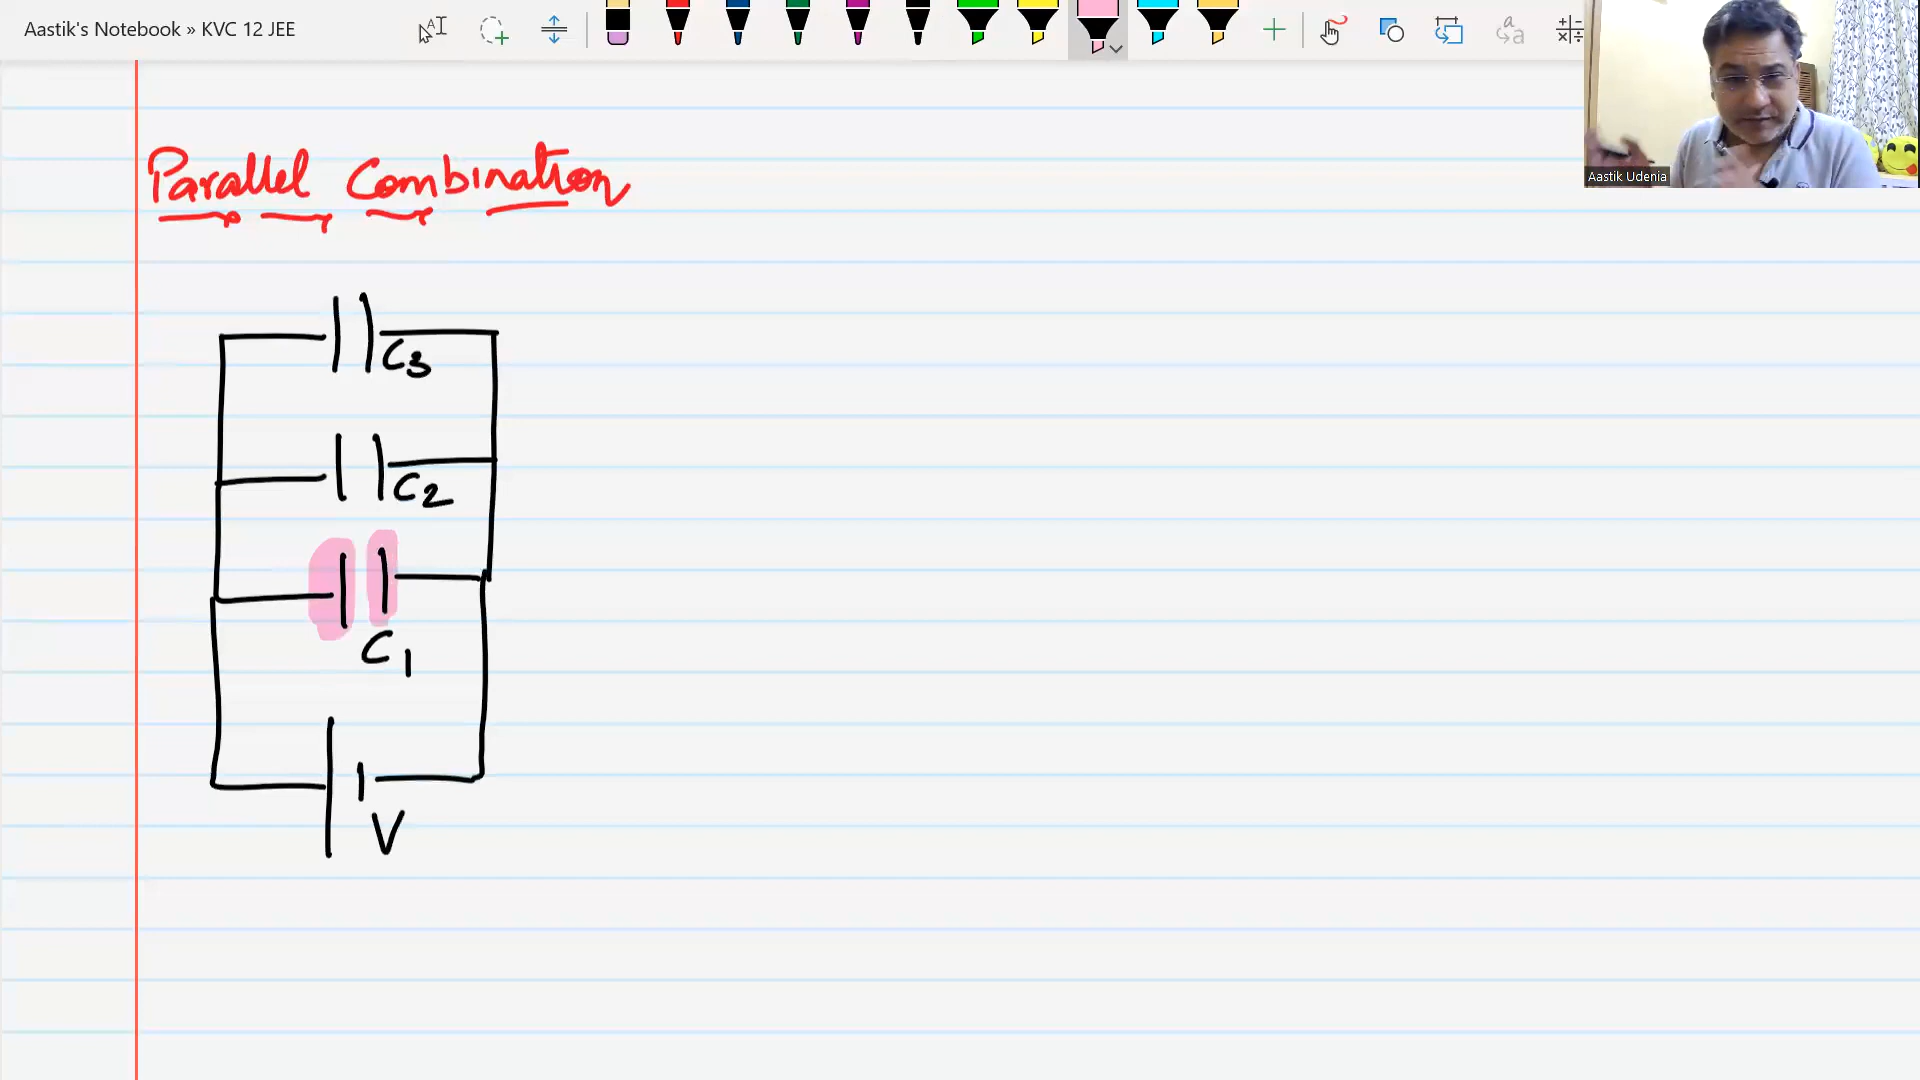 Aastik's Notebook » KVC 12 JEE
Aastik Udenia
Parallel Combination
C3
C2
C1
V